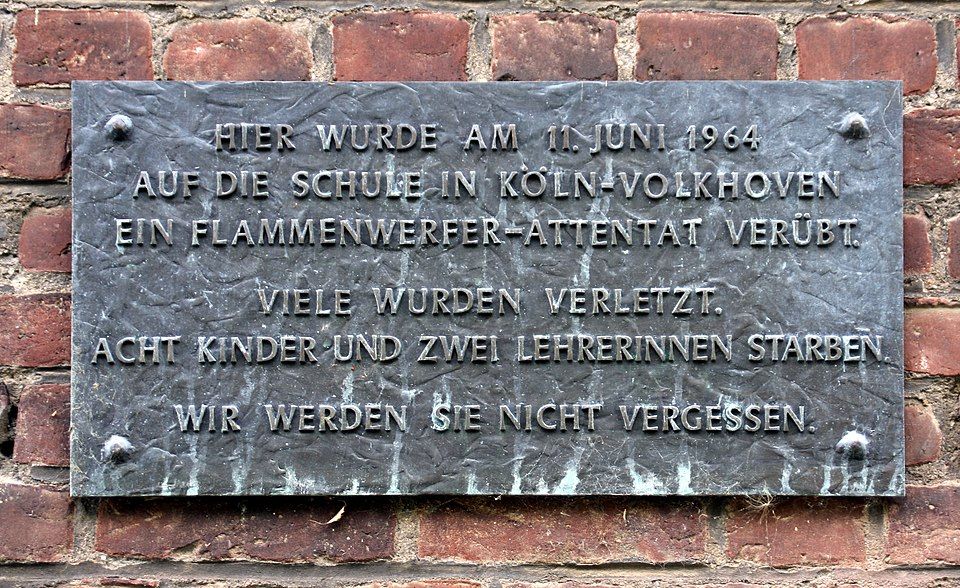 HIER WURDE AM 11. JUNI 1964
AUF DIE SCHULE IN KÖLN-VOLKHOVEN
EIN FLAMMENWERFER-ATTENTAT VERÜBT.
VIELE WURDEN VERLETZT.
ACHT KINDER UND ZWEI LEHRERINNEN STARBEN.
WIR WERDEN SIE NICHT VERGESSEN.